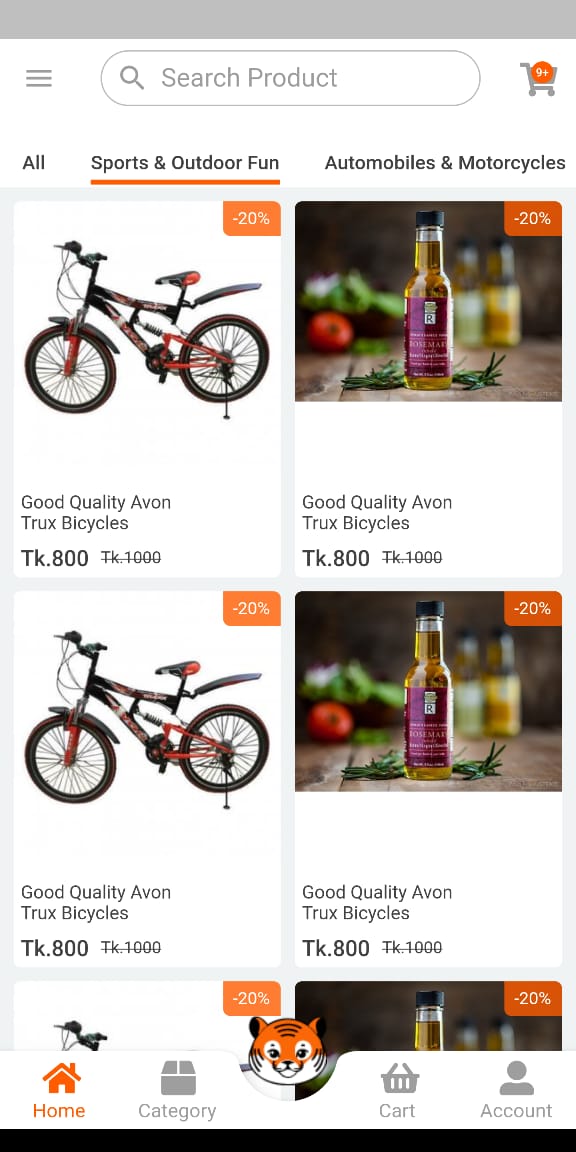 Search Product
9+
All
Sports & Outdoor Fun
Automobiles & Motorcycles
-20%
-20%
R
ROSEMARY
Good Quality Avon
Trux Bicycles
Good Quality Avon
Trux Bicycles
Tk.800 Tk.1000
Tk.800 Tk.1000
-20%
-20%
R
ROSEMARY
Good Quality Avon
Trux Bicycles
Good Quality Avon
Trux Bicycles
Tk.800 Tk.1000
Tk.800 Tk.1000
-20%
-20%
Home
Category
Cart
Account